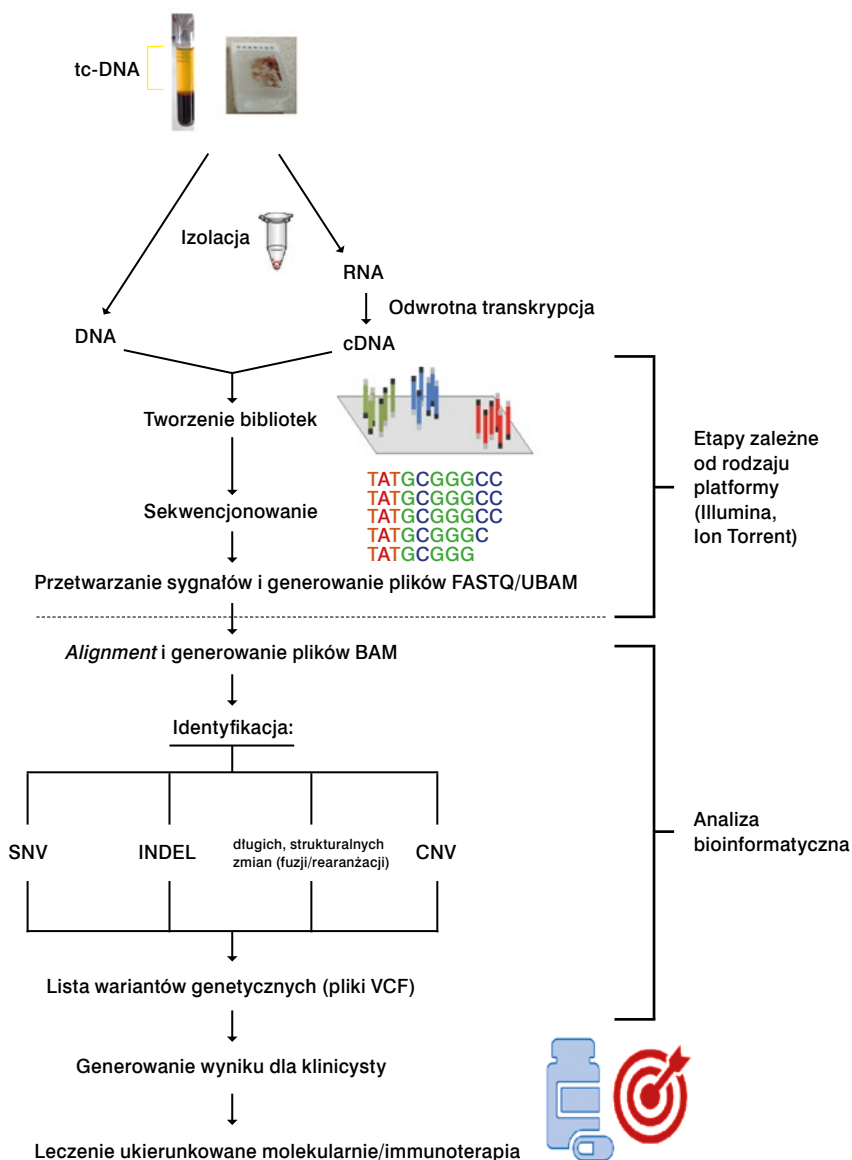 tc-DNA
Izolacja
RNA
Odwrotna transkrypcja
DNA
cDNA
Tworzenie bibliotek
TATGCGGGCC
TATGCGGGCC
TATGCGGGCC
TATGCGGGC
TATGCGGG
Sekwencjonowanie
Przetwarzanie sygnałów i generowanie plików FASTQ/UBAM
Etapy zależne
od rodzaju
platformy
(Illumina,
Ion Torrent)
Alignment i generowanie plików BAM
Identyfikacja:
SNV
INDEL
długich, strukturalnych
zmian (fuzji/rearanżacji)
CNV
Analiza
bioinformatyczna
Lista wariantów genetycznych (pliki VCF)
Generowanie wyniku dla klinicysty
Leczenie ukierunkowane molekularnie/immunoterapia